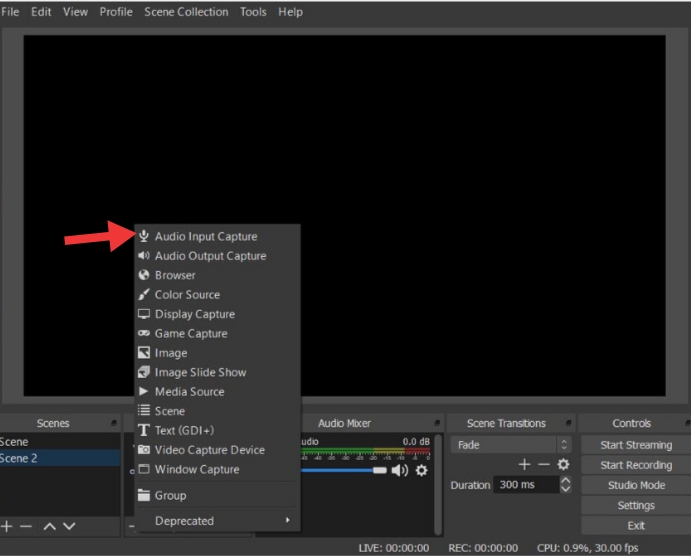 File Edit View Profile Scene Collection Tools Help
Audio Input Capture
Audio Output Capture
Browser
Color Source
Display Capture
Game Capture
Image
Image Slide Show
Media Source
Scene
Text (GDI+)
Video Capture Device
Window Capture
Group
Deprecated
Scenes
Scene
Scene 2
Audio Mixer
udio 0.0 dB
Scene Transitions
Fade
Duration 300 ms
Controls
Start Streaming
Start Recording
Studio Mode
Settings
Exit
LIVE: 00:00:00 REC: 00:00:00 CPU: 0.9%, 30.00 fps